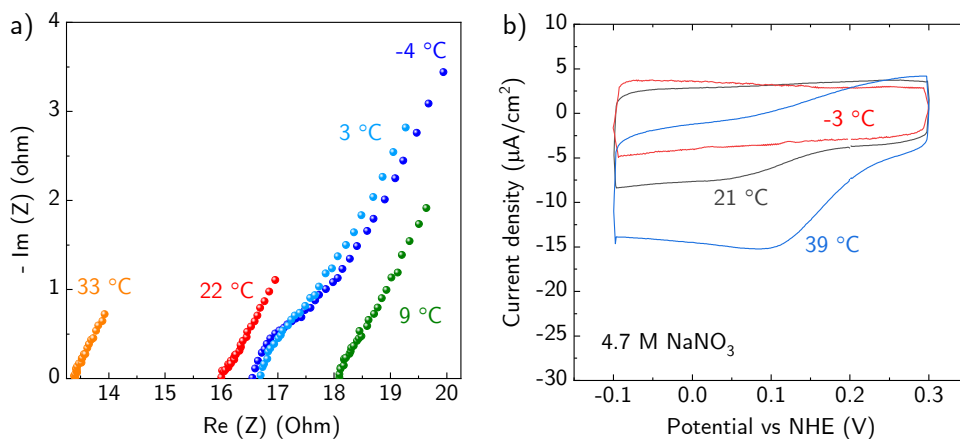 a)
4
3
2
1
0
- Im (Z) (ohm)
-4 °C
3 °C
33 °C
22 °C
9 °C
14 15 16 17 18 19 20
Re (Z) (Ohm)
b)
10
5
0
-5
-10
-15
-20
-25
-30
Current density (µA/cm²)
-3 °C
21 °C
39 °C
4.7 M NaNO₃
-0.1 0.0 0.1 0.2 0.3
Potential vs NHE (V)